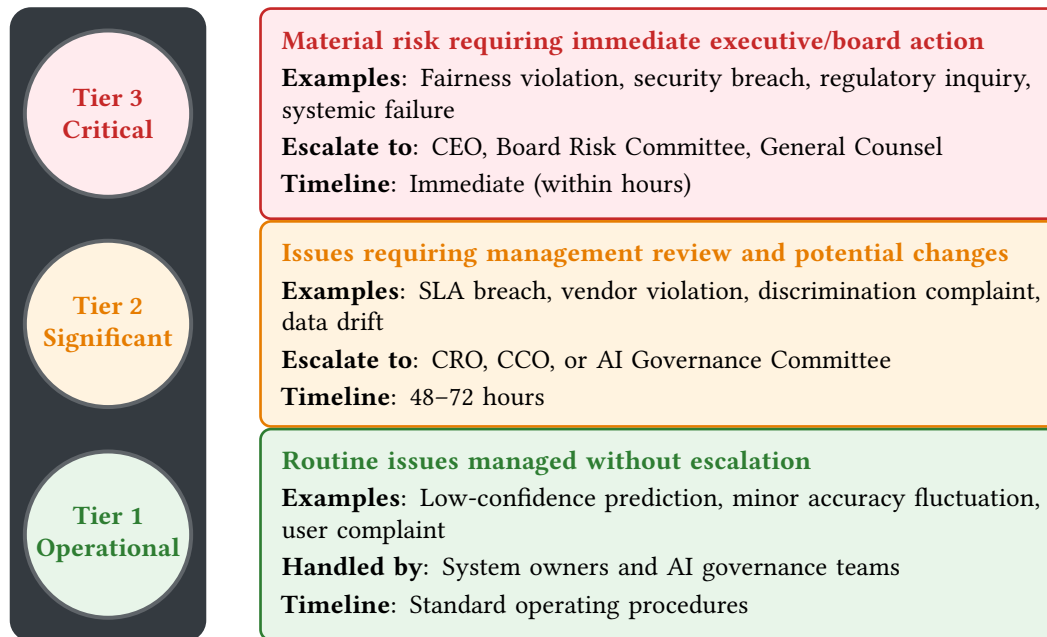 Tier 3
Critical
Material risk requiring immediate executive/board action
Examples: Fairness violation, security breach, regulatory inquiry,
systemic failure
Escalate to: CEO, Board Risk Committee, General Counsel
Timeline: Immediate (within hours)
Tier 2
Significant
Issues requiring management review and potential changes
Examples: SLA breach, vendor violation, discrimination complaint,
data drift
Escalate to: CRO, CCO, or AI Governance Committee
Timeline: 48–72 hours
Tier 1
Operational
Routine issues managed without escalation
Examples: Low-confidence prediction, minor accuracy fluctuation,
user complaint
Handled by: System owners and AI governance teams
Timeline: Standard operating procedures